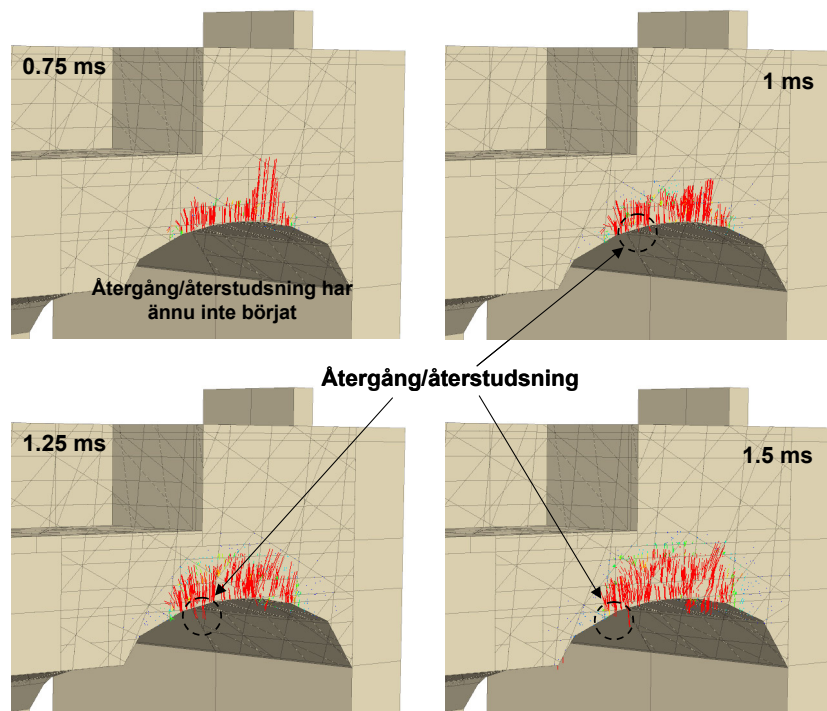 0.75 ms
1 ms
Återgång/återstudsning har
ännu inte börjat
Återgång/återstudsning
1.25 ms
1.5 ms